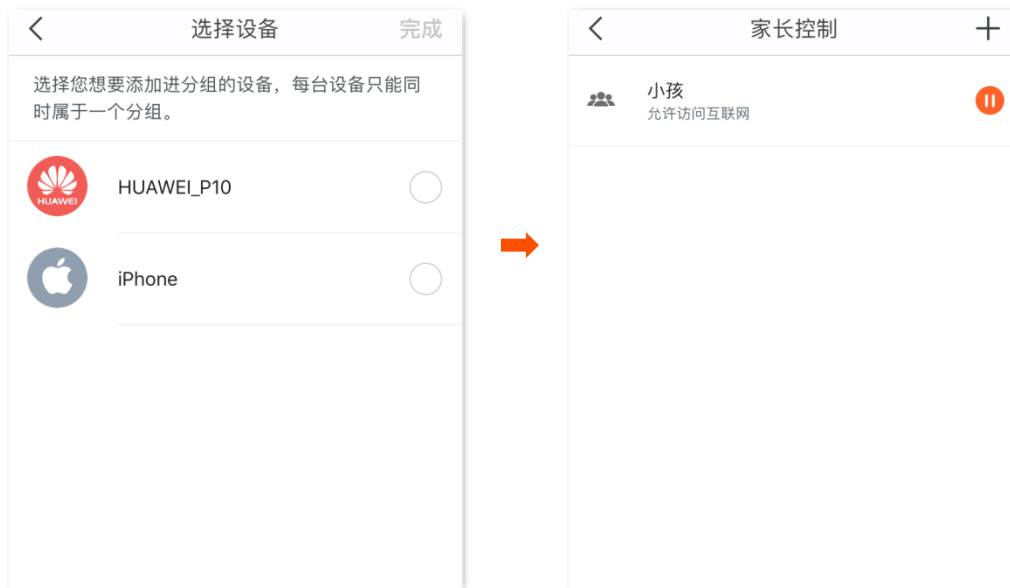 选择设备
完成
选择您想要添加进分组的设备，每台设备只能同
时属于一个分组。
HUAWEI
HUAWEI_P10
iPhone
家长控制
小孩
允许访问互联网